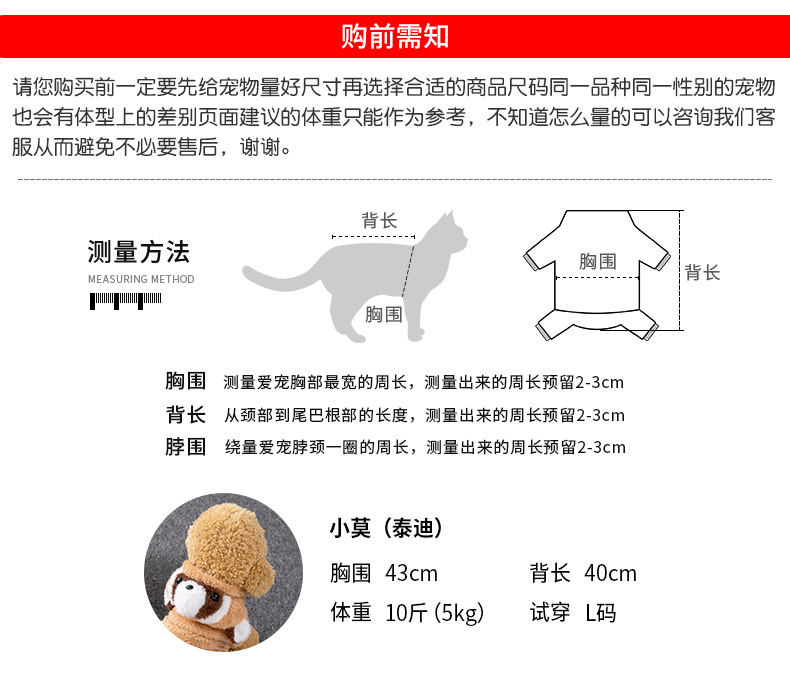 购前需知
请您购买前一定要先给宠物量好尺寸再选择合适的商品尺码同一品种同一性别的宠物
也会有体型上的差别页面建议的体重只能作为参考，不知道怎么量的可以咨询我们客
服从而避免不必要售后，谢谢。
测量方法
MEASURING METHOD
背长
胸围
胸围
背长
胸围 测量爱宠胸部最宽的周长，测量出来的周长预留2-3cm
背长 从颈部到尾巴根部的长度，测量出来的周长预留2-3cm
脖围 绕量爱宠脖颈一圈的周长，测量出来的周长预留2-3cm
小莫（泰迪）
胸围 43cm 背长 40cm
体重 10斤（5kg） 试穿 L码